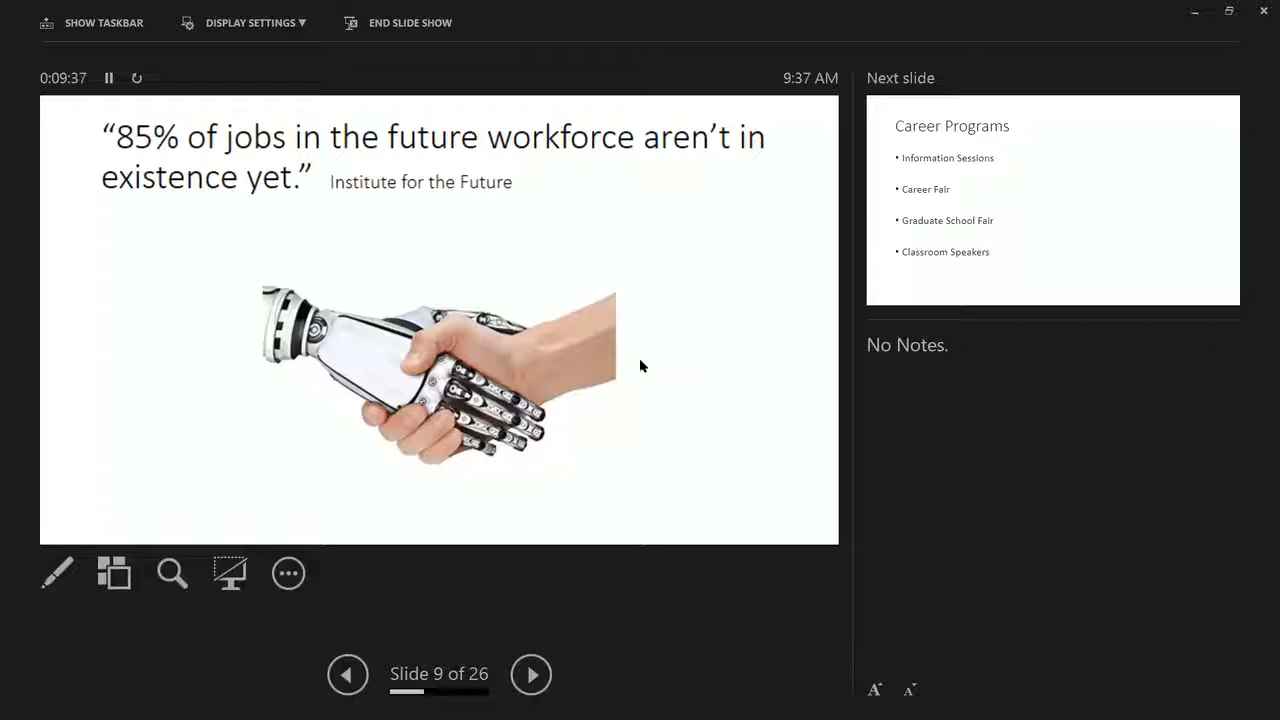 SHOW TASKBAR DISPLAY SETTINGS ▼ END SLIDE SHOW
0:09:37 9:37 AM
“85% of jobs in the future workforce aren’t in
existence yet.” Institute for the Future
Slide 9 of 26
Next slide
Career Programs
• Information Sessions
• Career Fair
• Graduate School Fair
• Classroom Speakers
No Notes.
A A